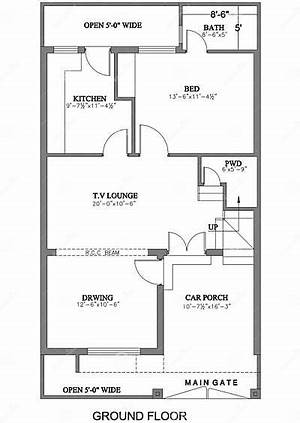 8'-6"
OPEN 5'-0" WIDE
BATH
8'-6"x5'
5'
KITCHEN
9'-7½"x11'-4½"
BED
13'-6"x11'-4½"
PWD
6'x5'-9"
T.V LOUNGE
20'-0"x10'-6"
UP
R.C.C BEAM
DRWING
12'-6"x10'-6"
CAR PORCH
10'-7½"x16'-3"
MAIN GATE
OPEN 5'-0" WIDE
GROUND FLOOR